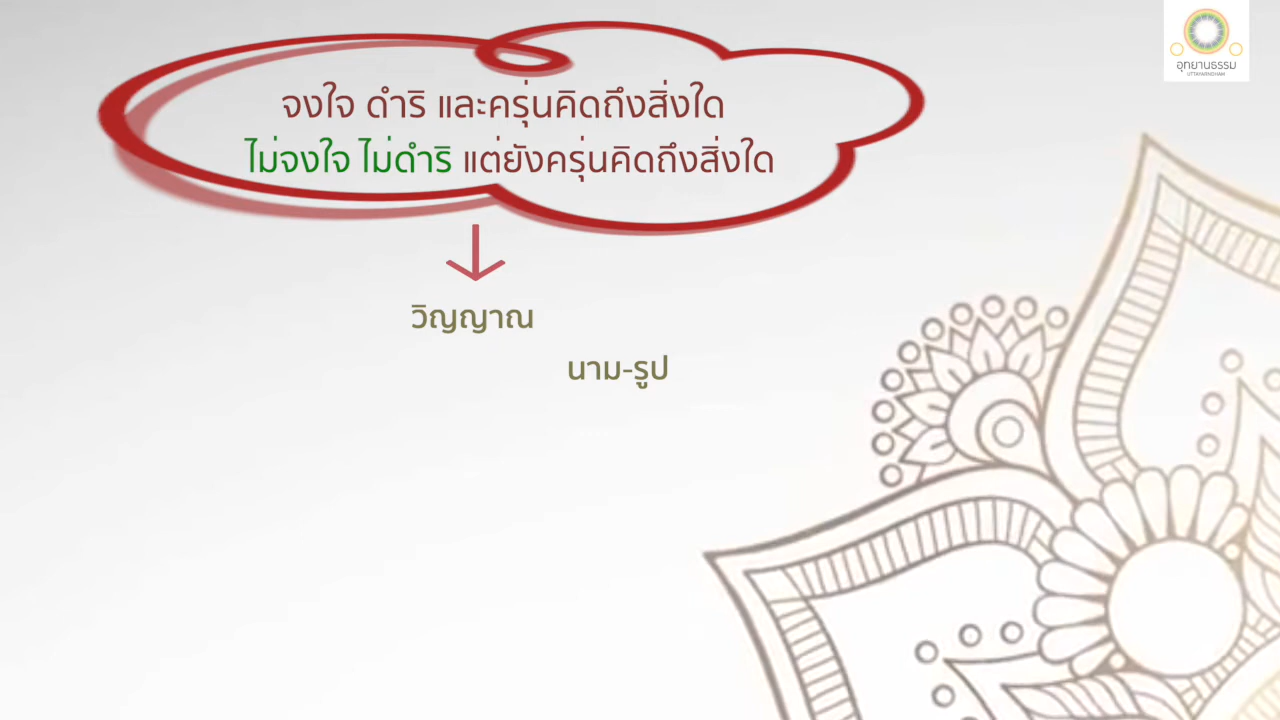 จงใจ ดำริ และครุ่นคิดถึงสิ่งใด
ไม่จงใจ ไม่ดำริ แต่ยังครุ่นคิดถึงสิ่งใด
วิญญาณ
นาม-รูป
อุทยานธรรม
UTTAYARNDHAM